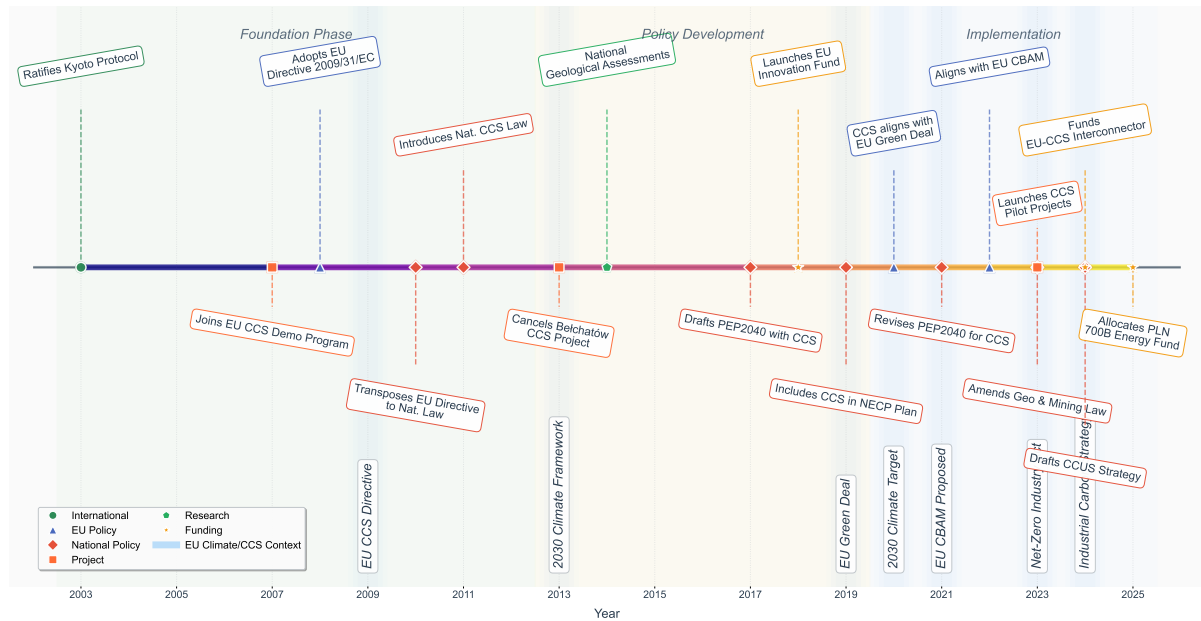 Foundation Phase
Policy Development
Implementation
Ratifies Kyoto Protocol
Adopts EU
Directive 2009/31/EC
National
Geological Assessments
Launches EU
Innovation Fund
Aligns with EU CBAM
Introduces Nat. CCS Law
CCS aligns with
EU Green Deal
Funds
EU-CCS Interconnector
Launches CCS
Pilot Projects
Joins EU CCS Demo Program
Cancels Bełchatów
CCS Project
Drafts PEP2040 with CCS
Revises PEP2040 for CCS
Allocates PLN
700B Energy Fund
Transposes EU Directive
to Nat. Law
Includes CCS in NECP Plan
Amends Geo & Mining Law
Drafts CCUS Strategy
EU CCS Directive
2030 Climate Framework
EU Green Deal
2030 Climate Target
EU CBAM Proposed
Net-Zero
Industrial
International
EU Policy
National Policy
Project
Research
Funding
EU Climate/CCS Context
2003
2005
2007
2009
2011
2013
2015
2017
2019
2021
2023
2025
Year